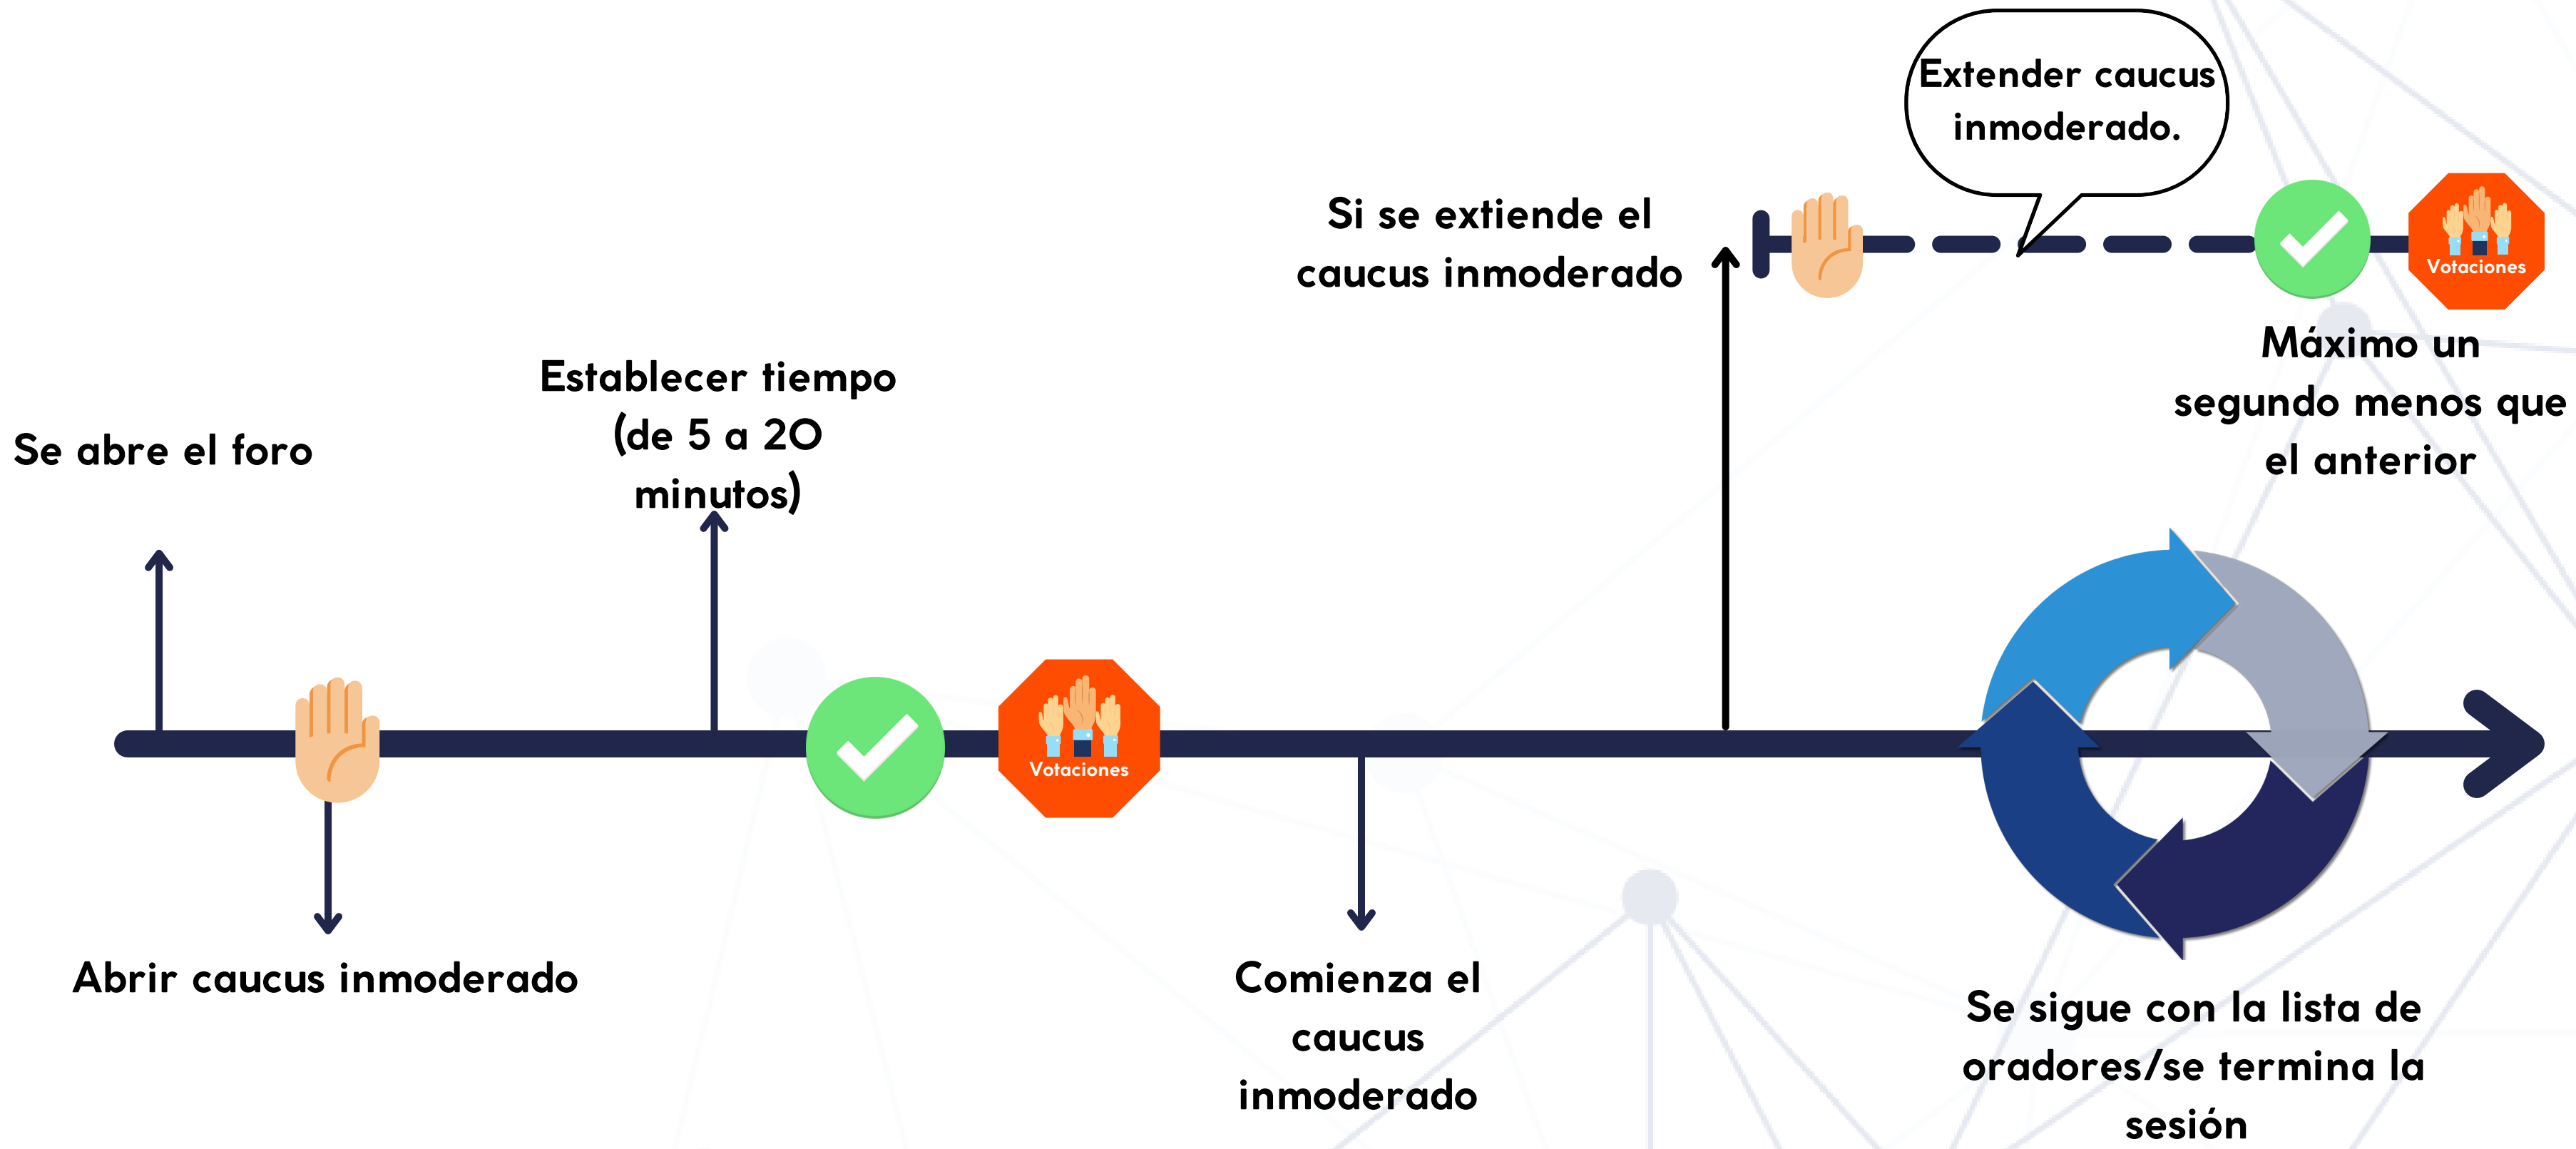 Extender caucus
inmoderado.
Si se extiende el
caucus inmoderado
Votaciones
Máximo un
segundo menos que
el anterior
Establecer tiempo
(de 5 a 20
minutos)
Se abre el foro
Votaciones
Abrir caucus inmoderado
Comienza el
caucus
inmoderado
Se sigue con la lista de
oradores/se termina la
sesión